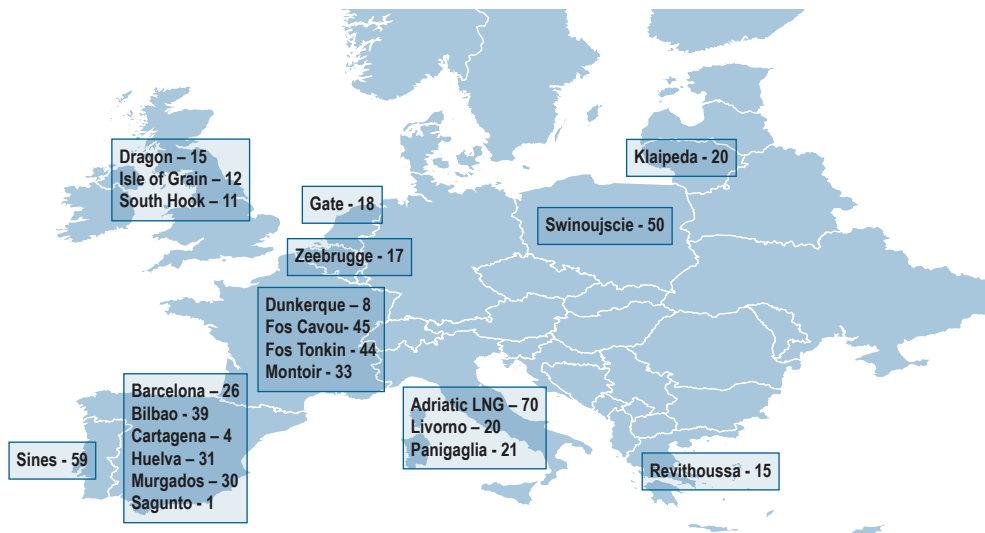 Dragon – 15
Isle of Grain – 12
South Hook – 11
Klaipeda - 20
Gate - 18
Swinoujscie - 50
Zeebrugge - 17
Dunkerque – 8
Fos Cavou- 45
Fos Tonkin - 44
Montoir - 33
Barcelona – 26
Bilbao - 39
Cartagena – 4
Huelva – 31
Murgados – 30
Sagunto - 1
Adriatic LNG – 70
Livorno – 20
Panigaglia - 21
Sines - 59
Revithoussa - 15